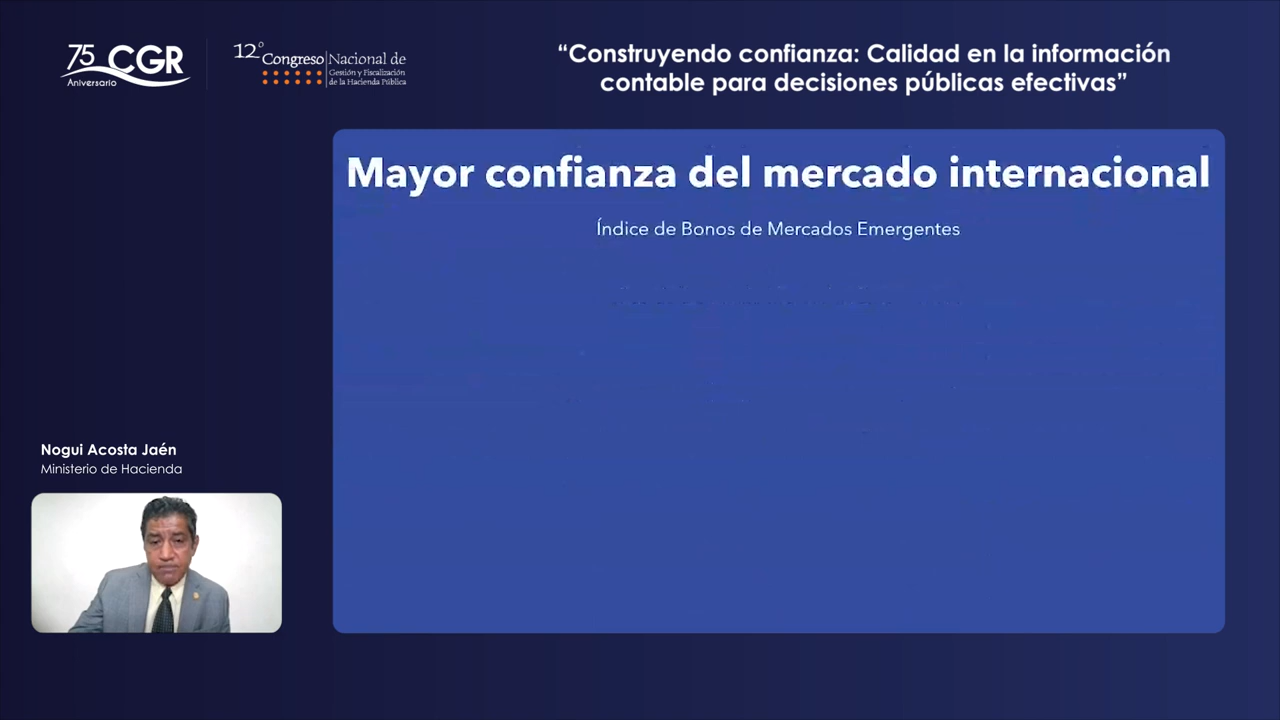 75 CGR
Aniversario
12° Congreso Nacional de
Gestión y Fiscalización
de la Hacienda Pública
“Construyendo confianza: Calidad en la información
contable para decisiones públicas efectivas”
Mayor confianza del mercado internacional
Índice de Bonos de Mercados Emergentes
Nogui Acosta Jaén
Ministerio de Hacienda